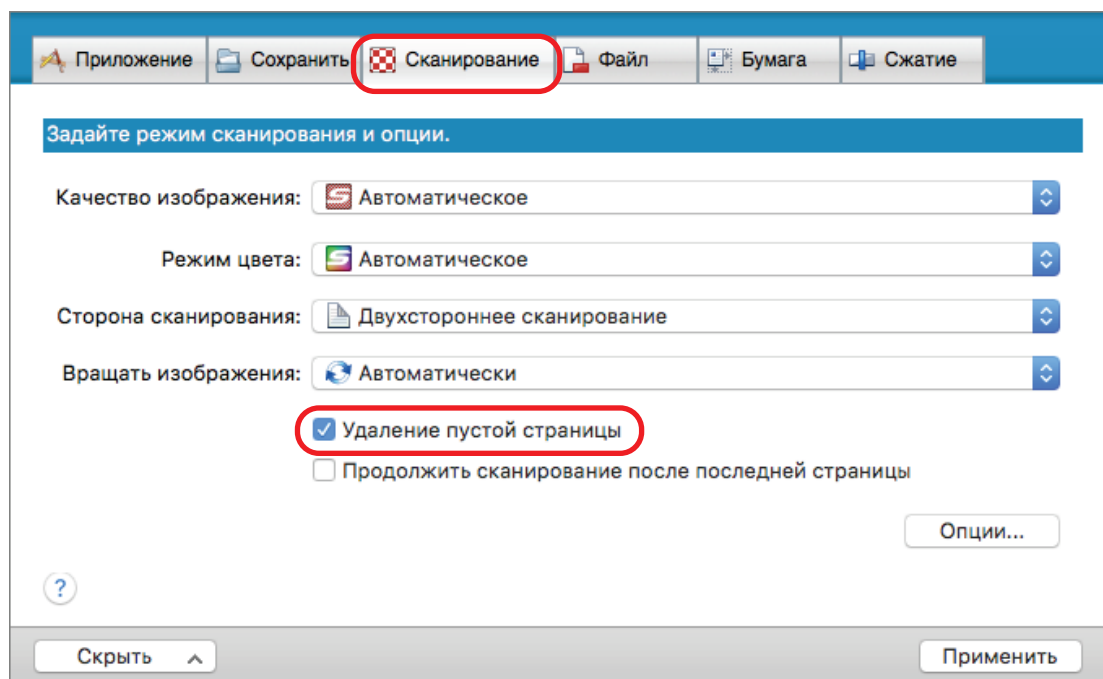 Приложение Сохранить Сканирование Файл Бумага Сжатие
Задайте режим сканирования и опции.
Качество изображения: Автоматическое
Режим цвета: Автоматическое
Сторона сканирования: Двухстороннее сканирование
Вращать изображения: Автоматически
Удаление пустой страницы
Продолжить сканирование после последней страницы
Опции...
?
Скрыть Применить